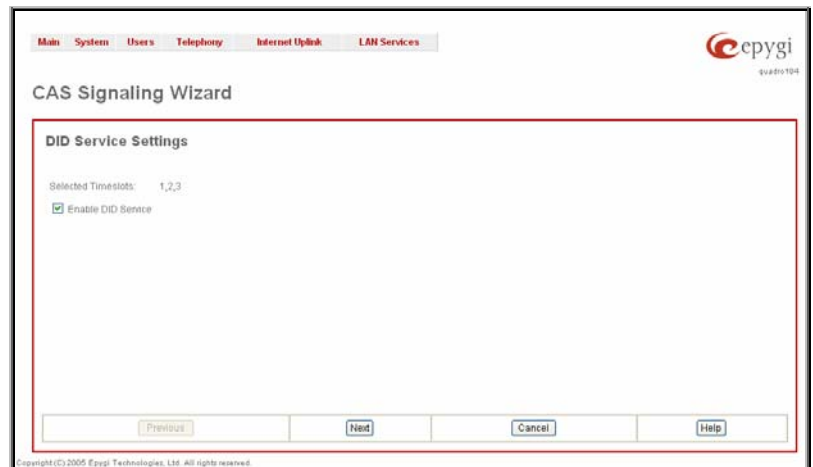 Main System Users Telephony Internet Uplink LAN Services
epygi
quadro104
CAS Signaling Wizard
DID Service Settings
Selected Timeslots: 1,2,3
Enable DID Service
Previous Next Cancel Help
Copyright (C) 2005 Epygi Technologies, Ltd. All rights reserved.